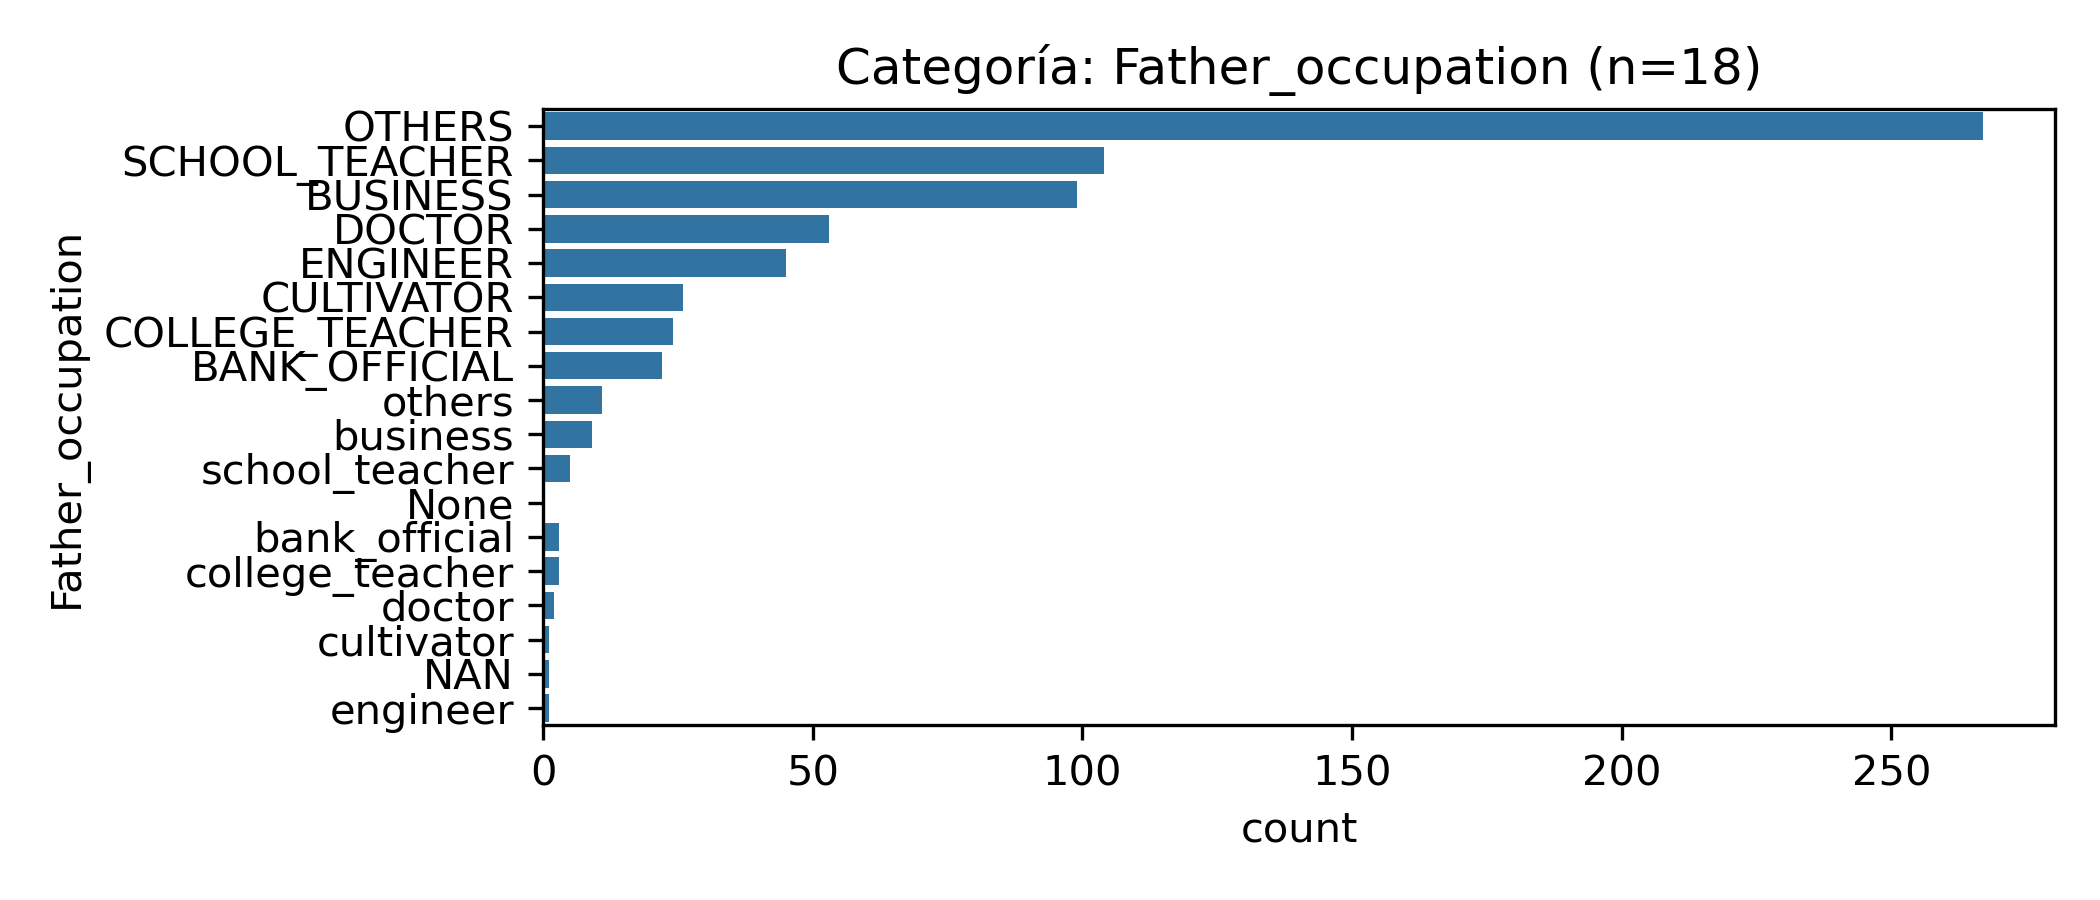 Categoría: Father_occupation (n=18)
Father_occupation
OTHERS
SCHOOL_TEACHER
BUSINESS
DOCTOR
ENGINEER
CULTIVATOR
COLLEGE_TEACHER
BANK_OFFICIAL
others
business
school_teacher
None
bank_official
college_teacher
doctor
cultivator
NAN
engineer
0 50 100 150 200 250
count